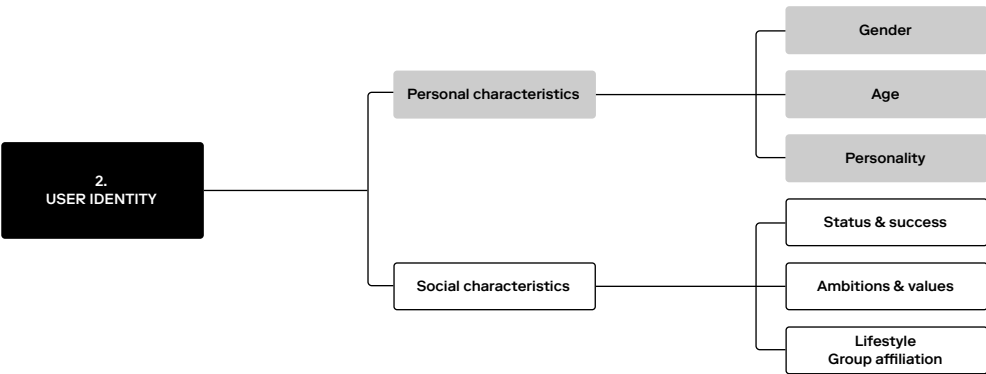 2.
USER IDENTITY
Personal characteristics
Gender
Age
Personality
Social characteristics
Status & success
Ambitions & values
Lifestyle
Group affiliation